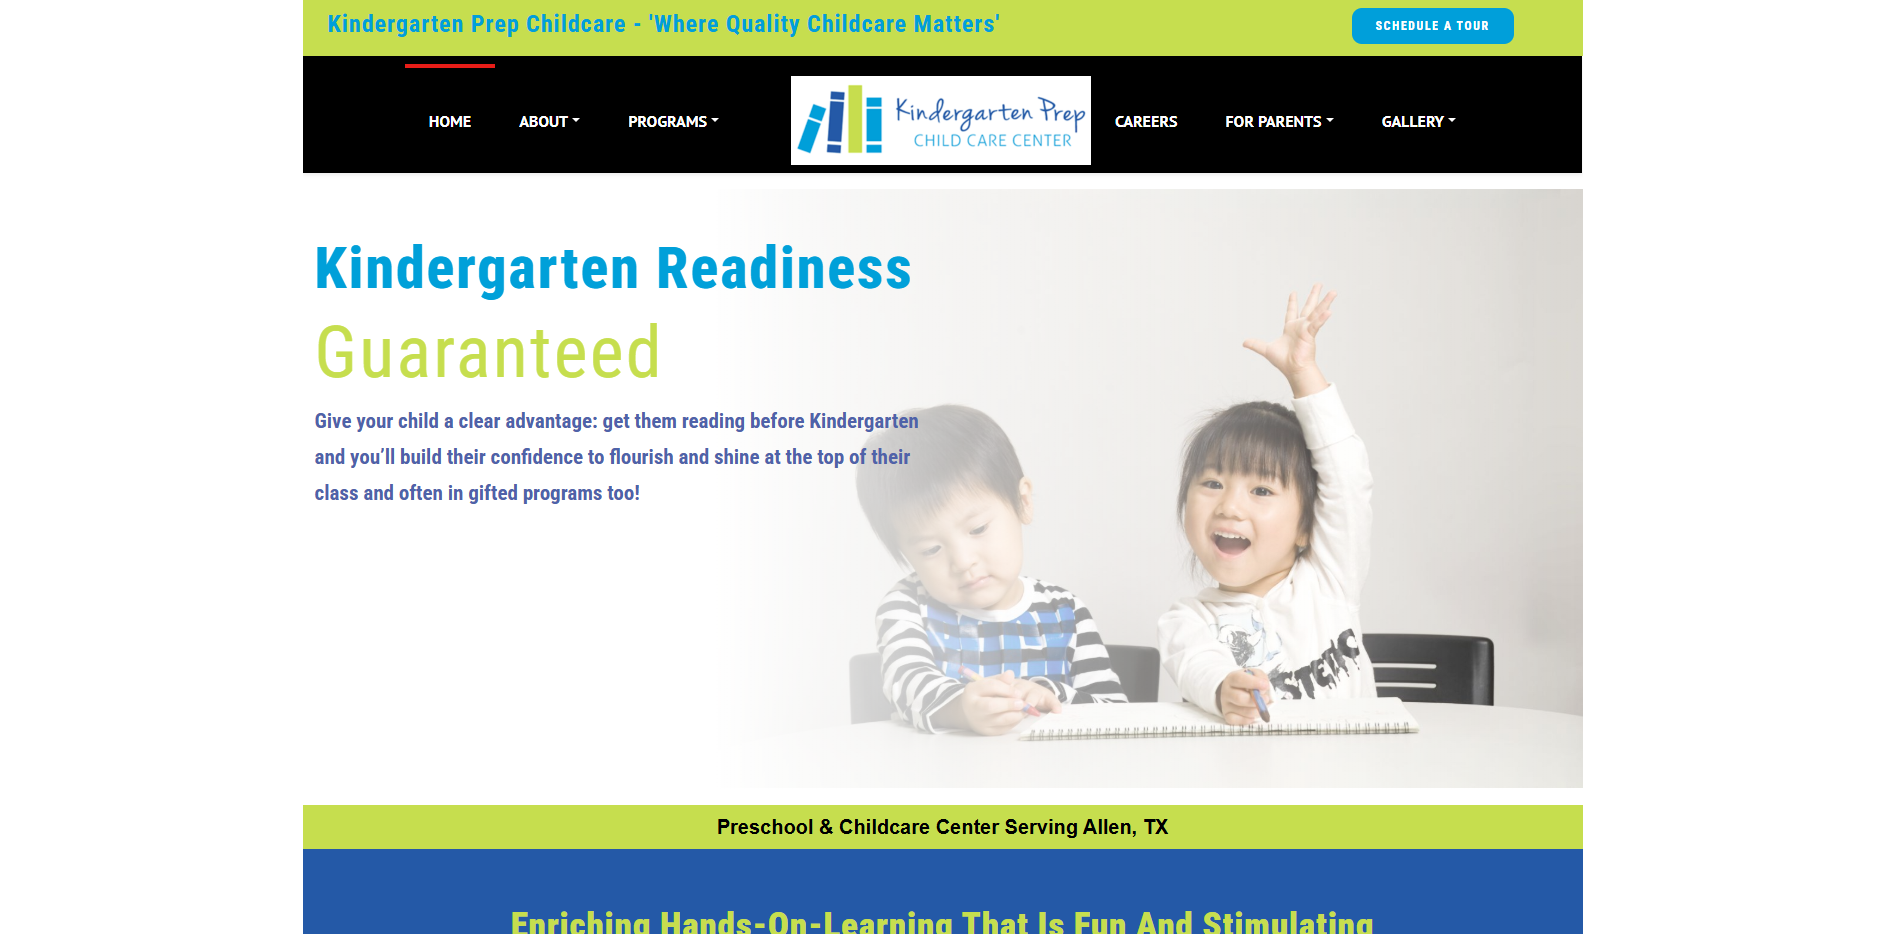 Kindergarten Prep Childcare - 'Where Quality Childcare Matters'
SCHEDULE A TOUR
HOME
ABOUT
PROGRAMS
Kindergarten Prep
CHILD CARE CENTER
CAREERS
FOR PARENTS
GALLERY
Kindergarten Readiness
Guaranteed
Give your child a clear advantage: get them reading before Kindergarten
and you’ll build their confidence to flourish and shine at the top of their
class and often in gifted programs too!
Preschool & Childcare Center Serving Allen, TX
Enriching Hands-On-Learning That Is Fun And Stimulating